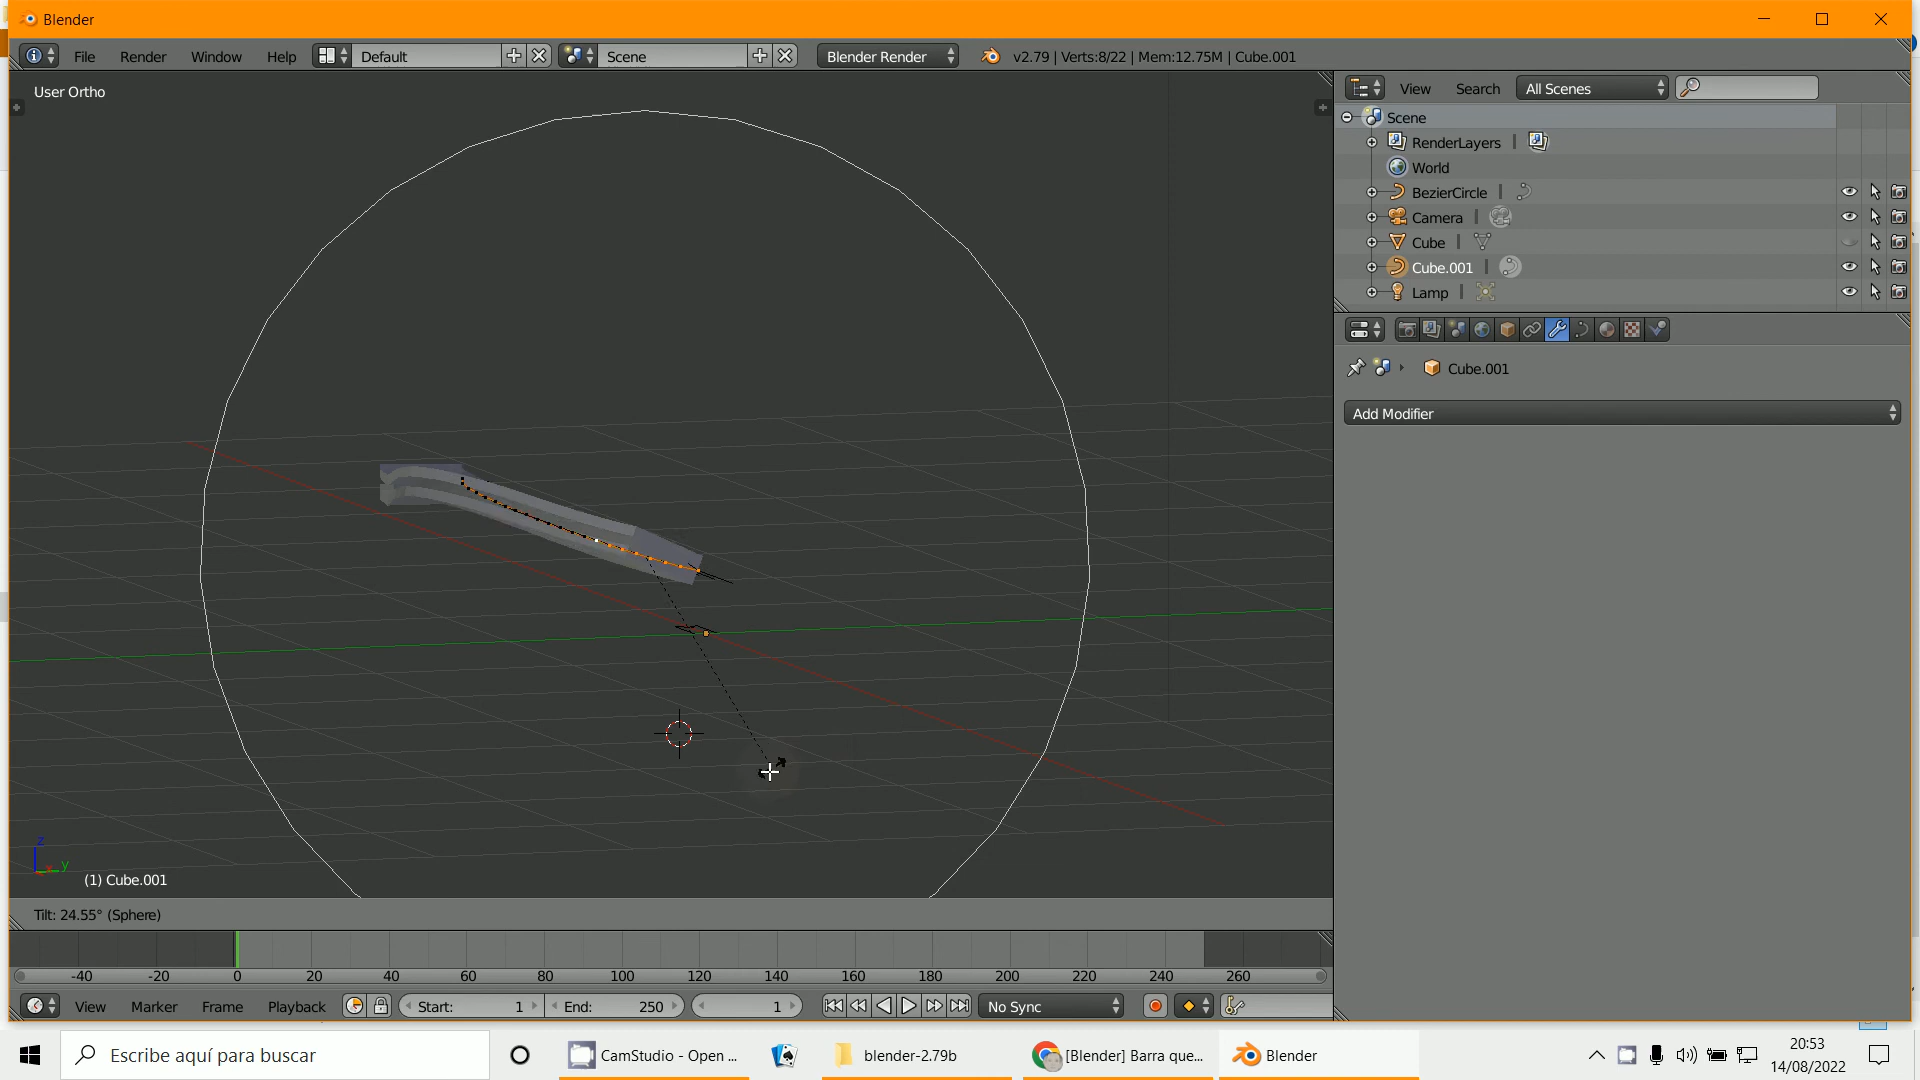 Blender
File Render Window Help Default Scene Blender Render v2.79 | Verts:8/22 | Mem:12.75M | Cube.001
User Ortho
View Search All Scenes
Scene
RenderLayers
World
BezierCircle
Camera
Cube
Cube.001
Lamp
Cube.001
Add Modifier
z
x y
(1) Cube.001
Tilt: 24.55° (Sphere)
-40 -20 0 20 40 60 80 100 120 140 160 180 200 220 240 260
View Marker Frame Playback Start: 1 End: 250 1 No Sync
Escribe aquí para buscar
CamStudio - Open ...
blender-2.79b
[Blender] Barra que...
Blender
20:53
14/08/2022